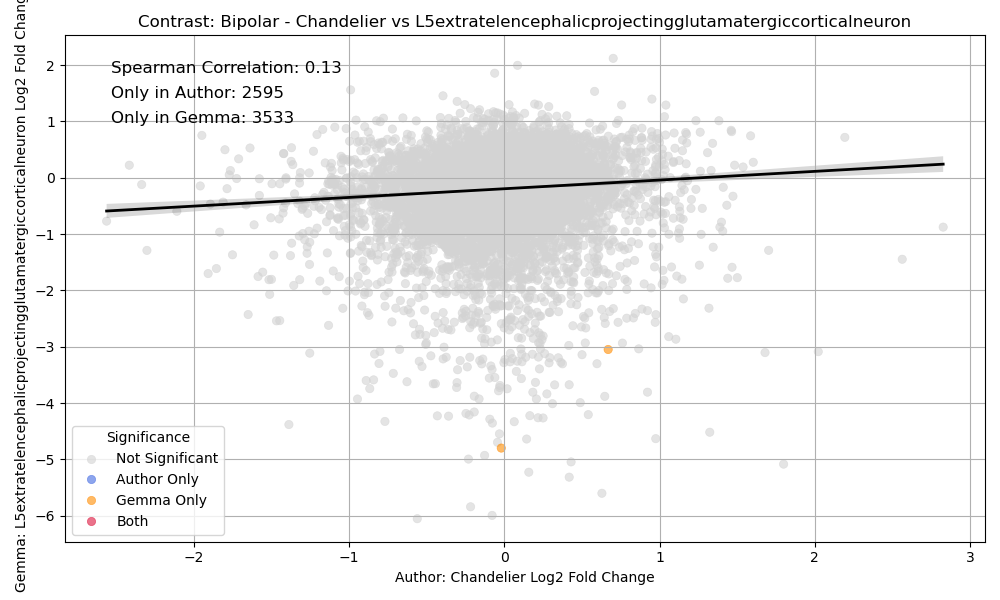 Contrast: Bipolar - Chandelier vs L5extratelencephalicprojectingglutamatergiccorticalneuron
Gemma: L5extratelencephalicprojectingglutamatergiccorticalneuron Log2 Fold Chang
2
1
0
−1
−2
−3
−4
−5
−6
Spearman Correlation: 0.13
Only in Author: 2595
Only in Gemma: 3533
Significance
Not Significant
Author Only
Gemma Only
Both
−2
−1
0
1
2
3
Author: Chandelier Log2 Fold Change